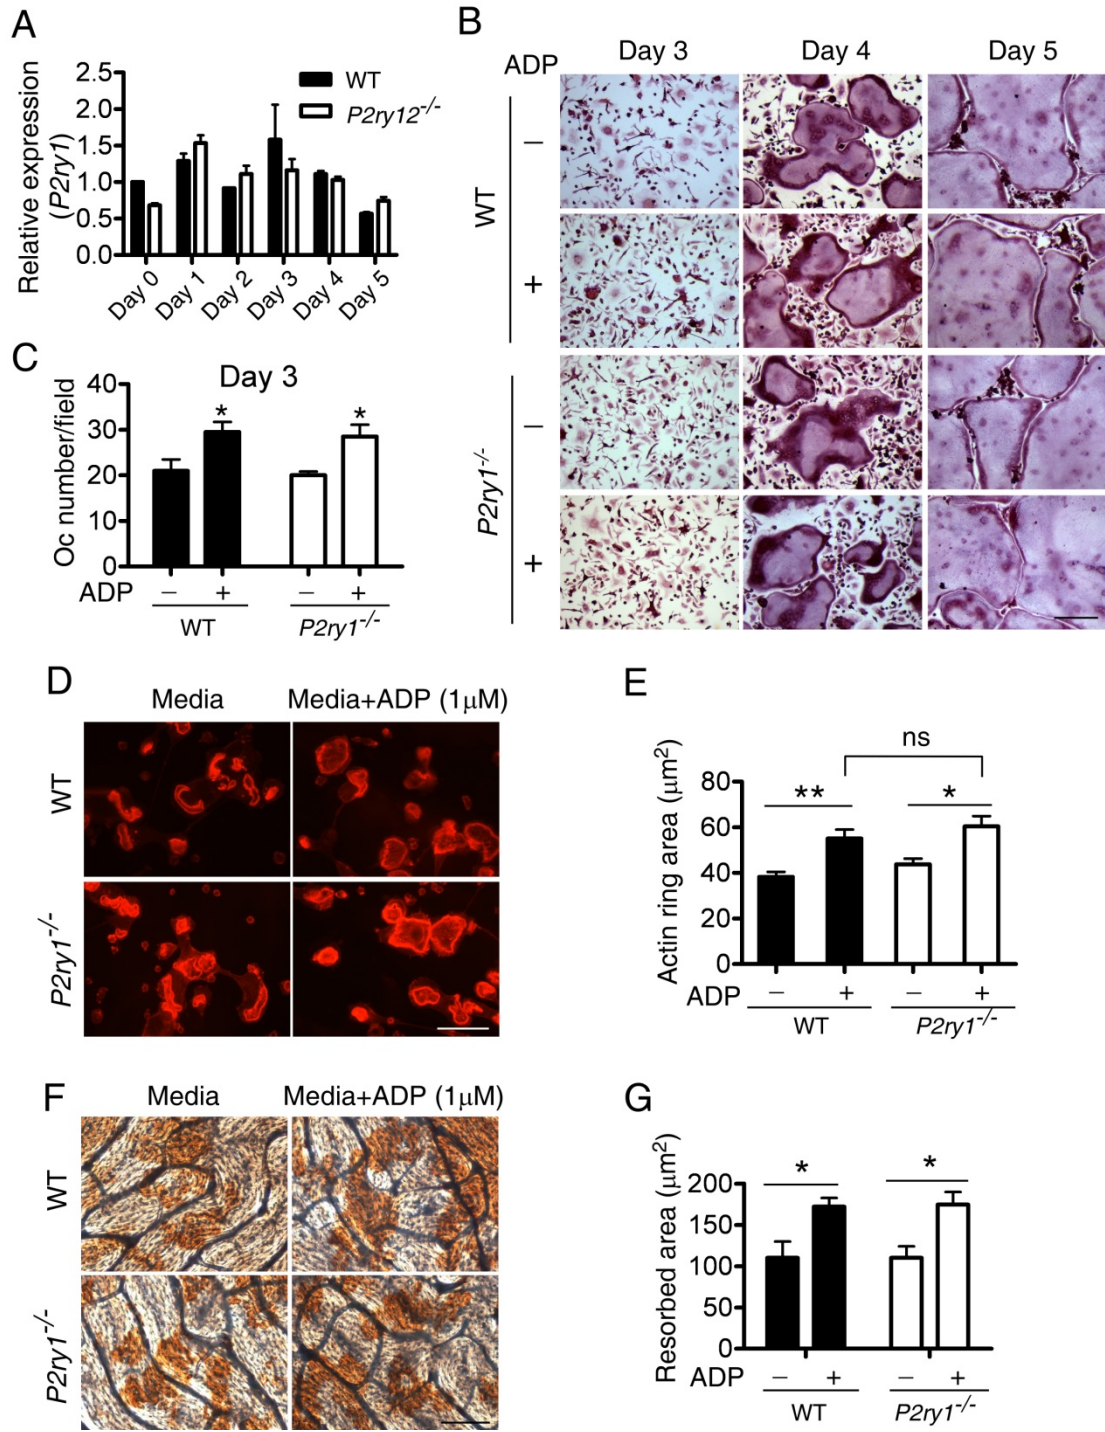 A
Relative expression
(P2ry1)
2.5
2.0
1.5
1.0
0.5
0.0
WT
P2ry12-/-
Day 0
Day 1
Day 2
Day 3
Day 4
Day 5
B
ADP
Day 3
Day 4
Day 5
WT
−
+
P2ry1-/-
−
+
C
Day 3
Oc number/field
40
30
20
10
0
*
*
ADP
− + − +
WT
P2ry1-/-
D
Media
Media+ADP (1µM)
WT
P2ry1-/-
E
Actin ring area (µm²)
80
60
40
20
0
ns
**
*
ADP
− + − +
WT
P2ry1-/-
F
Media
Media+ADP (1µM)
WT
P2ry1-/-
G
Resorbed area (µm²)
200
150
100
50
0
*
*
ADP
− + − +
WT
P2ry1-/-